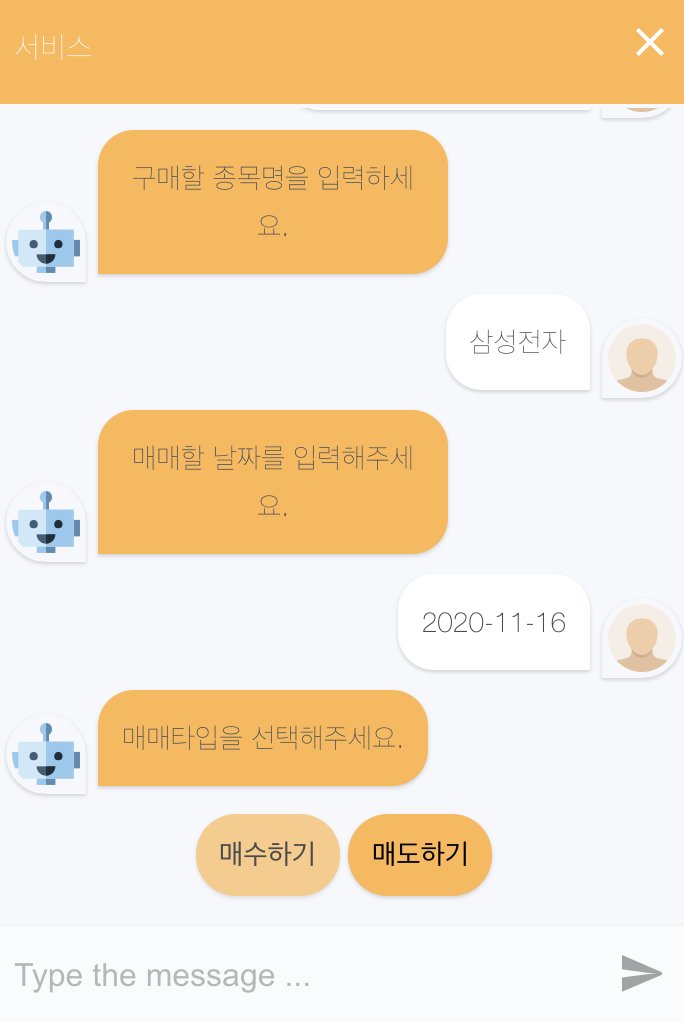 서비스
구매할 종목명을 입력하세
요.
삼성전자
매매할 날짜를 입력해주세
요.
2020-11-16
매매타입을 선택해주세요.
매수하기 매도하기
Type the message ...